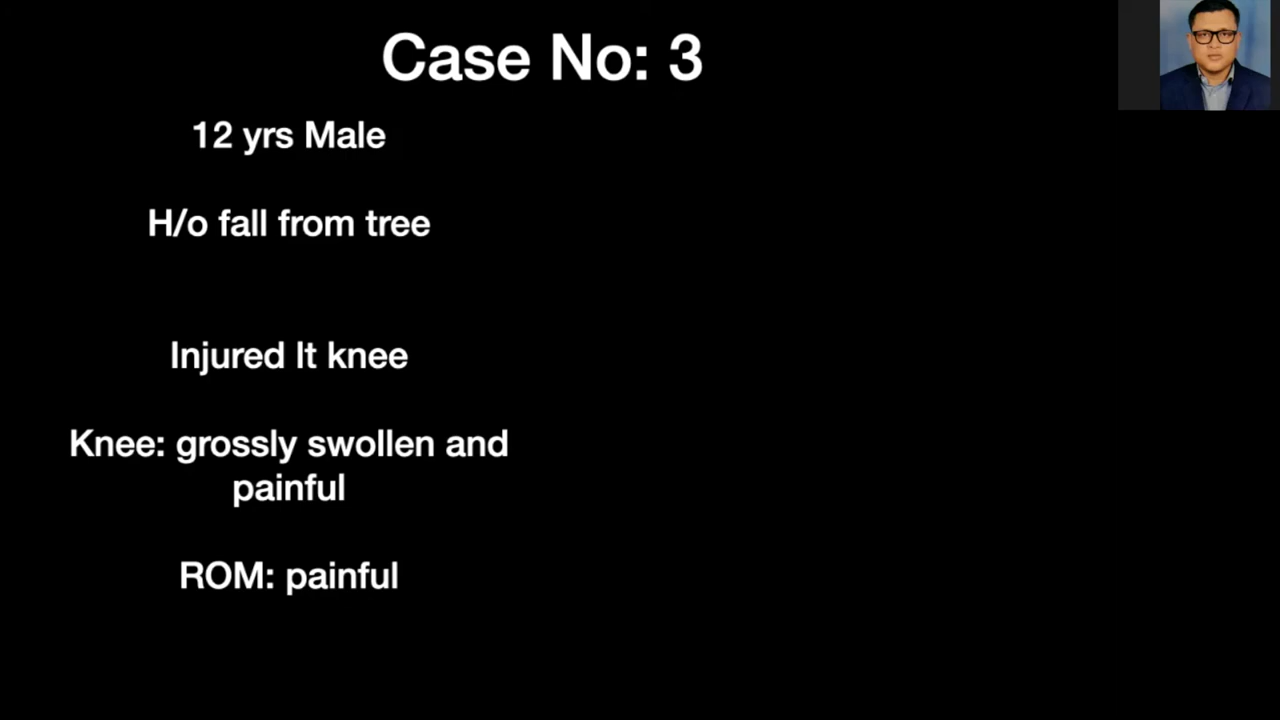 Case No: 3
12 yrs Male
H/o fall from tree
Injured lt knee
Knee: grossly swollen and
painful
ROM: painful